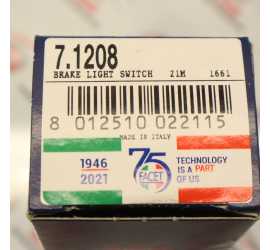 7.1208
BRAKE LIGHT SWITCH 21M 1661
8 012510 022115
MADE IN ITALY
1946
2021
75
FACET
TECHNOLOGY
IS A PART
OF US